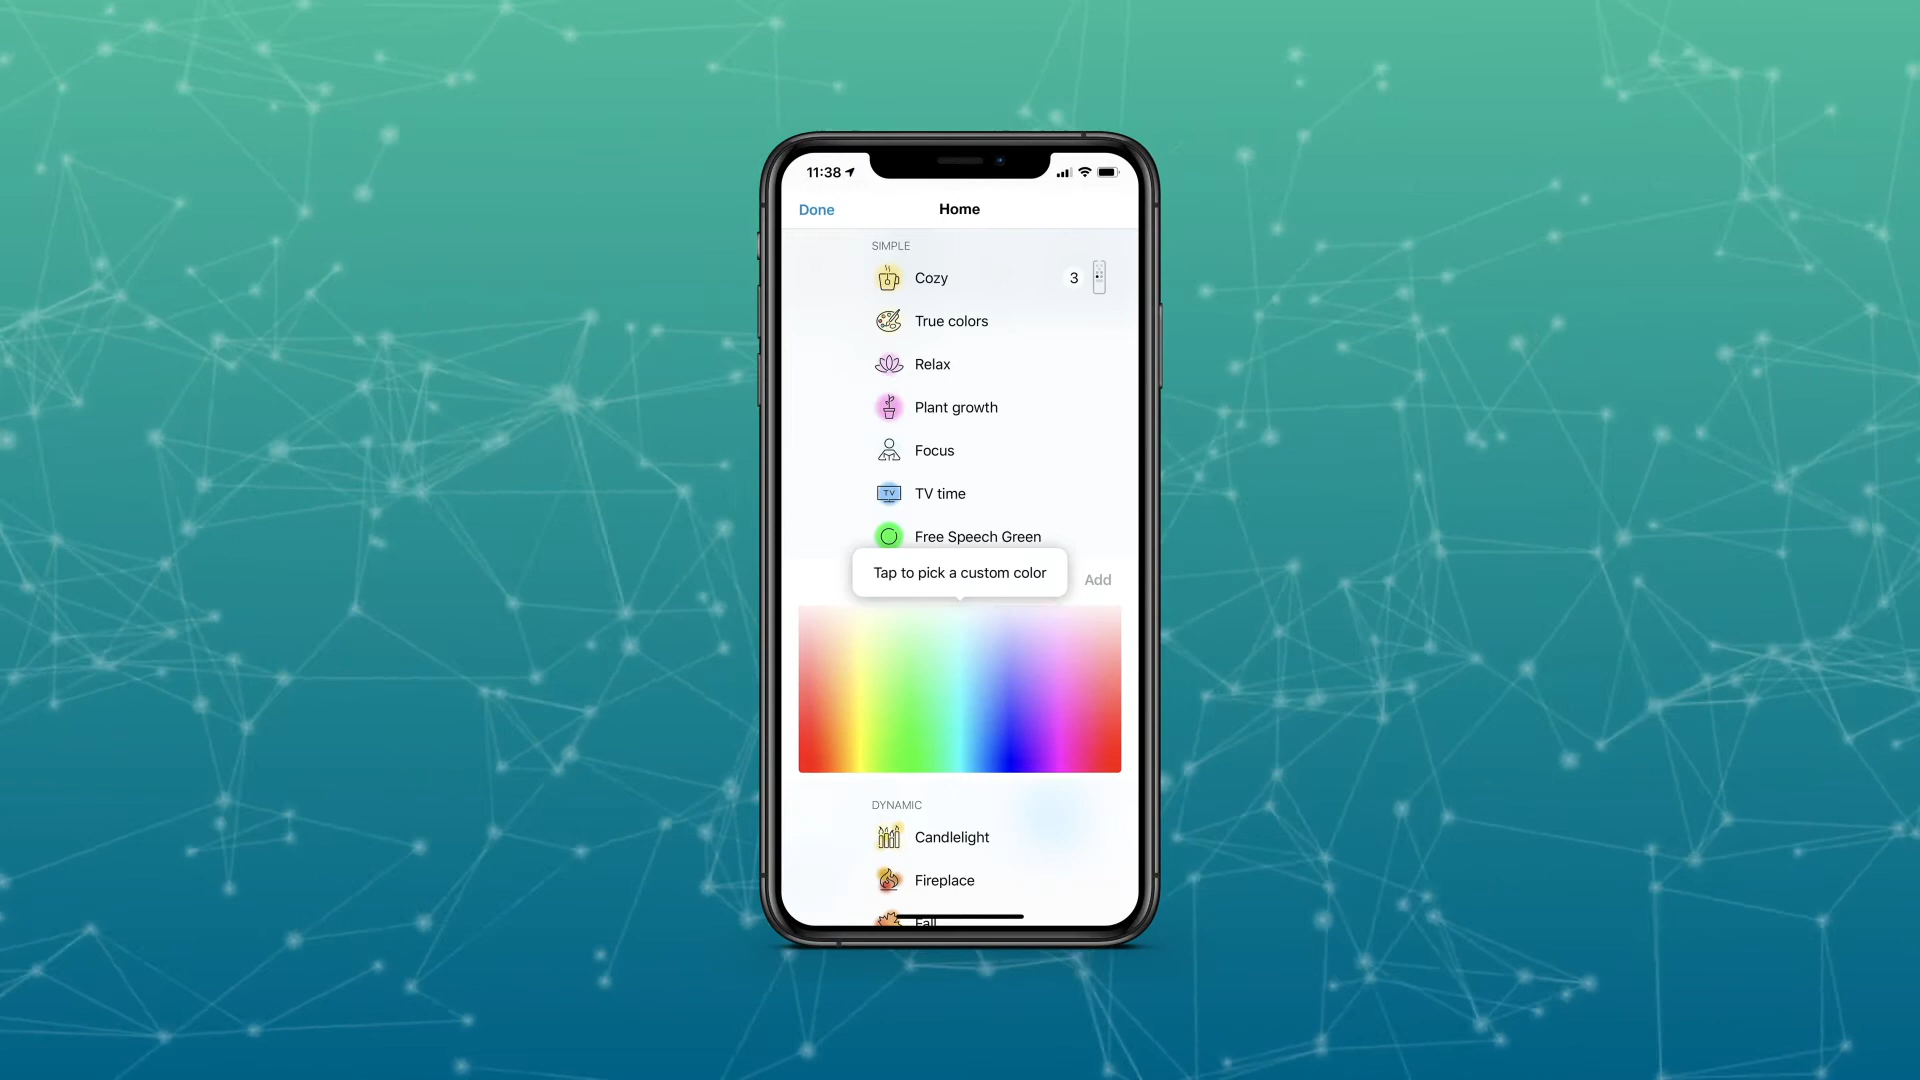 11:38
Done
Home
SIMPLE
Cozy
3
True colors
Relax
Plant growth
Focus
TV
TV time
Free Speech Green
Tap to pick a custom color
Add
DYNAMIC
Candlelight
Fireplace
Fall